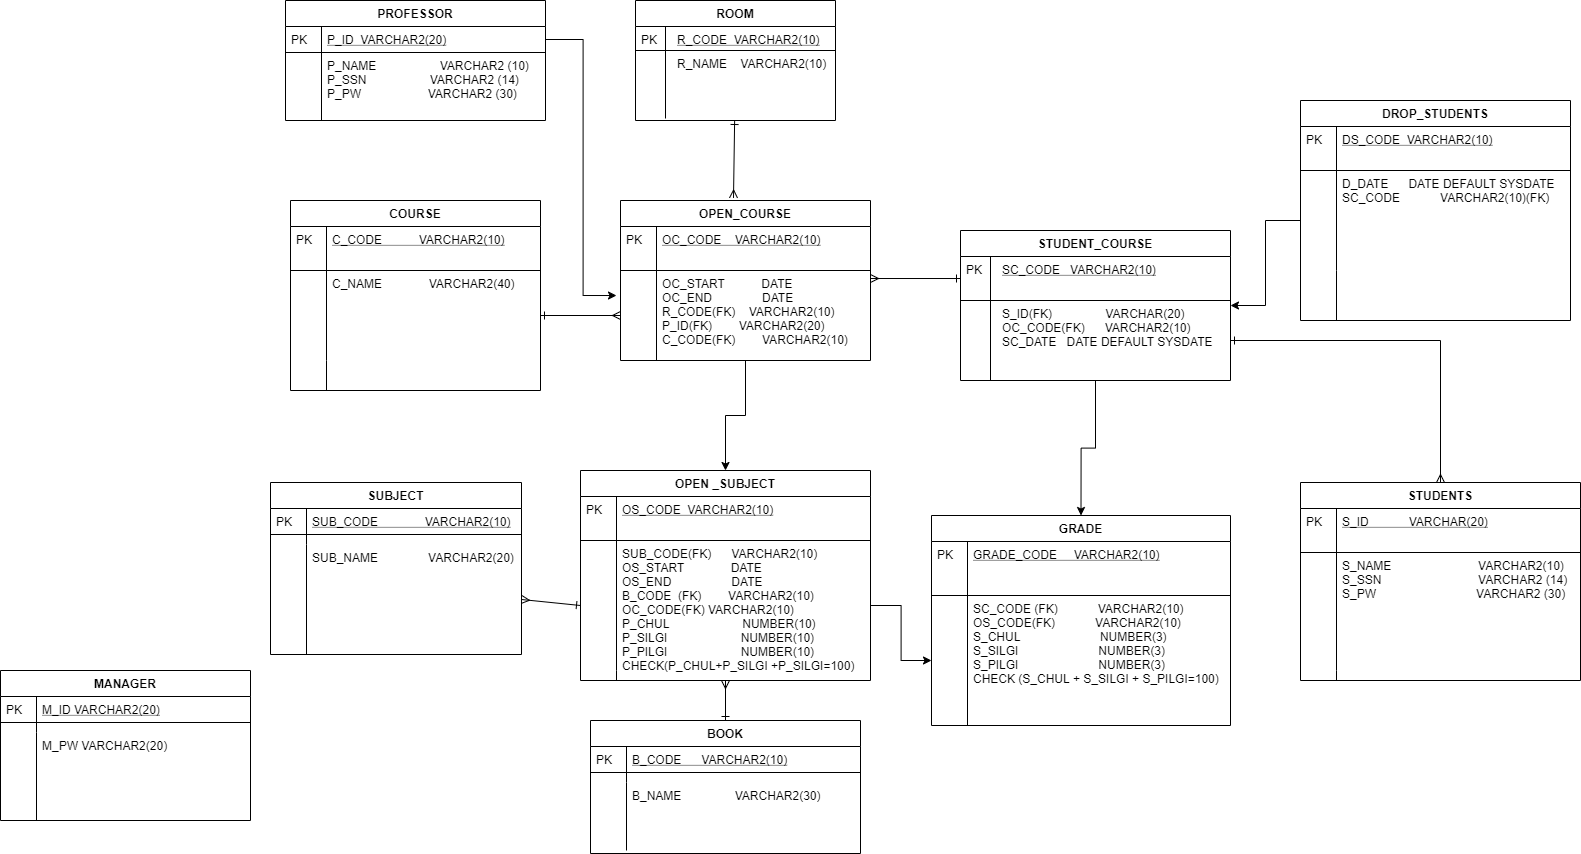 PROFESSOR
PK P_ID VARCHAR2(20)
P_NAME VARCHAR2 (10)
P_SSN VARCHAR2 (14)
P_PW VARCHAR2 (30)
ROOM
PK R_CODE VARCHAR2(10)
R_NAME VARCHAR2(10)
DROP_STUDENTS
PK DS_CODE VARCHAR2(10)
D_DATE DATE DEFAULT SYSDATE
SC_CODE VARCHAR2(10)(FK)
COURSE
PK C_CODE VARCHAR2(10)
C_NAME VARCHAR2(40)
OPEN_COURSE
PK OC_CODE VARCHAR2(10)
OC_START DATE
OC_END DATE
R_CODE(FK) VARCHAR2(10)
P_ID(FK) VARCHAR2(20)
C_CODE(FK) VARCHAR2(10)
STUDENT_COURSE
PK SC_CODE VARCHAR2(10)
S_ID(FK) VARCHAR(20)
OC_CODE(FK) VARCHAR2(10)
SC_DATE DATE DEFAULT SYSDATE
SUBJECT
PK SUB_CODE VARCHAR2(10)
SUB_NAME VARCHAR2(20)
OPEN _SUBJECT
PK OS_CODE VARCHAR2(10)
SUB_CODE(FK) VARCHAR2(10)
OS_START DATE
OS_END DATE
B_CODE (FK) VARCHAR2(10)
OC_CODE(FK) VARCHAR2(10)
P_CHUL NUMBER(10)
P_SILGI NUMBER(10)
P_PILGI NUMBER(10)
CHECK(P_CHUL+P_SILGI +P_SILGI=100)
GRADE
PK GRADE_CODE VARCHAR2(10)
SC_CODE (FK) VARCHAR2(10)
OS_CODE(FK) VARCHAR2(10)
S_CHUL NUMBER(3)
S_SILGI NUMBER(3)
S_PILGI NUMBER(3)
CHECK (S_CHUL + S_SILGI + S_PILGI=100)
STUDENTS
PK S_ID VARCHAR(20)
S_NAME VARCHAR2(10)
S_SSN VARCHAR2 (14)
S_PW VARCHAR2 (30)
MANAGER
PK M_ID VARCHAR2(20)
M_PW VARCHAR2(20)
BOOK
PK B_CODE VARCHAR2(10)
B_NAME VARCHAR2(30)